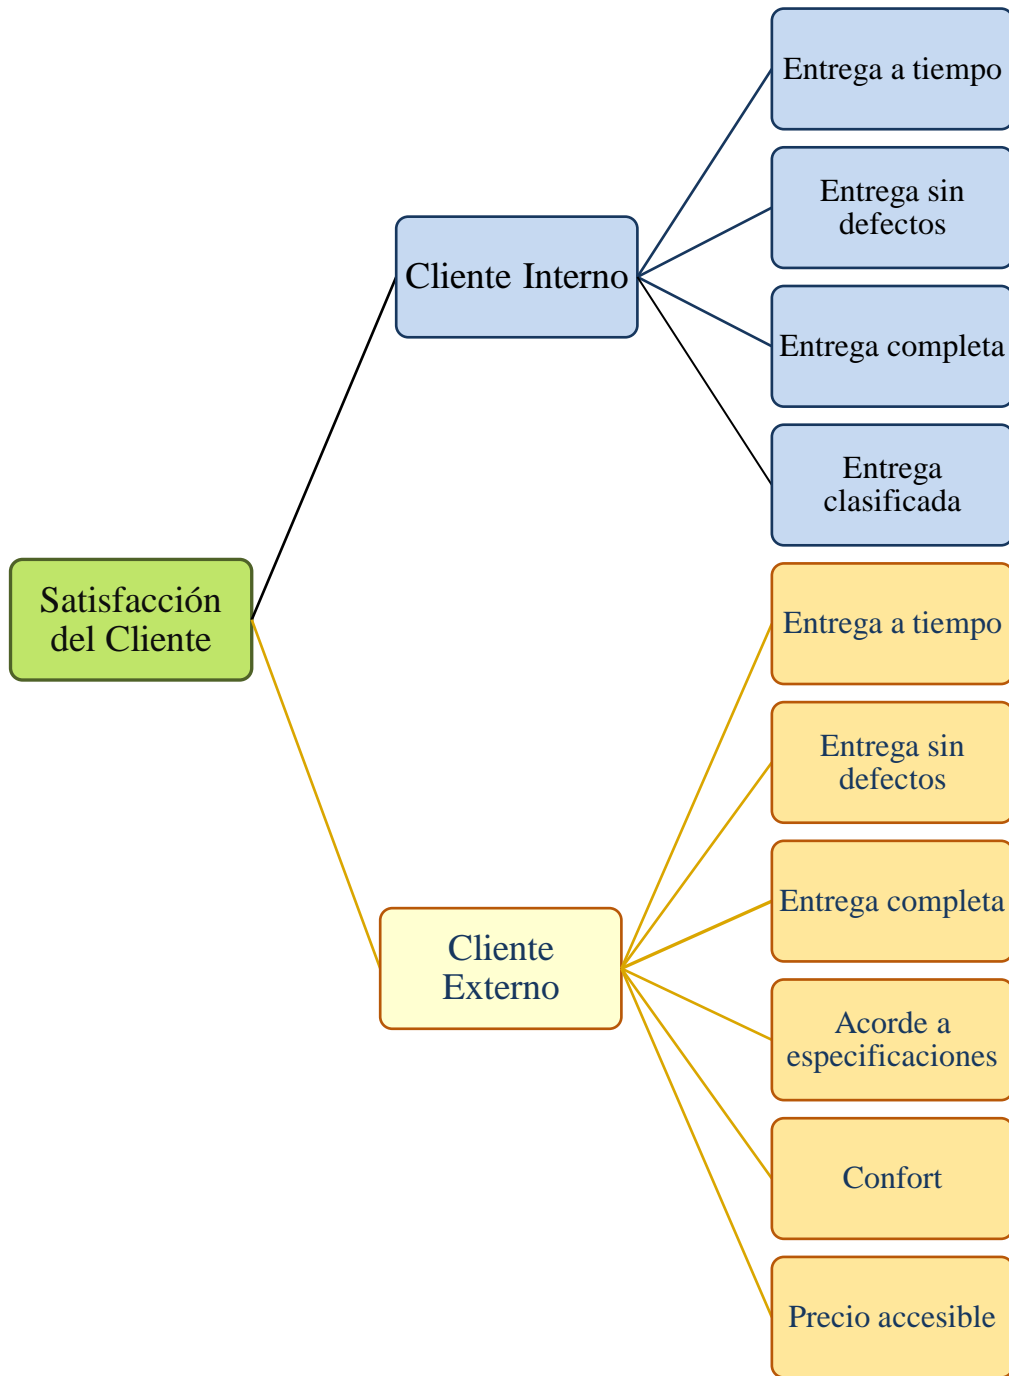 Entrega a tiempo
Entrega sin
defectos
Cliente Interno
Entrega completa
Entrega
clasificada
Satisfacción
del Cliente
Entrega a tiempo
Entrega sin
defectos
Entrega completa
Cliente
Externo
Acorde a
especificaciones
Confort
Precio accesible